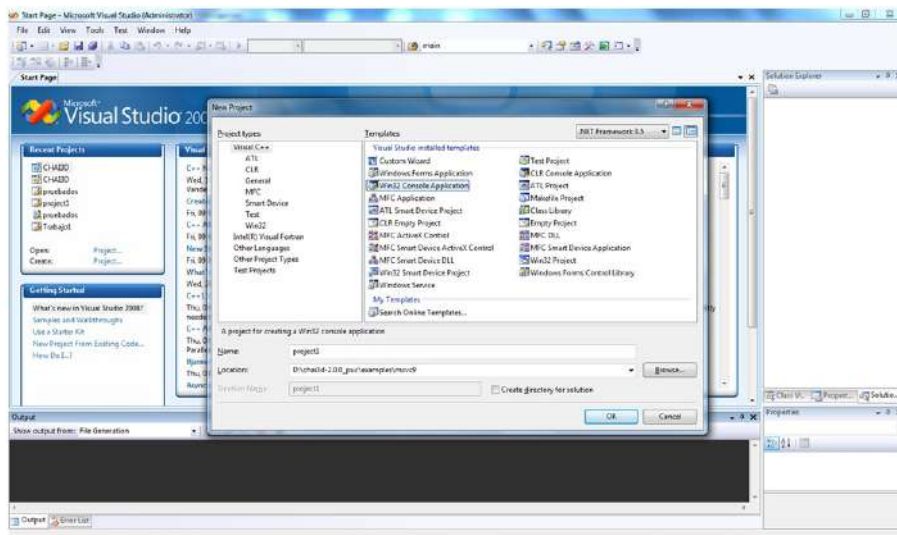 Start Page - Microsoft Visual Studio (Administrator)
File Edit View Tools Test Window Help
main
Start Page
Solution Explorer
Microsoft
Visual Studio 200
New Project
Project types:
Visual C++
ATL
CLR
General
MFC
Smart Device
Test
Win32
Intel(R) Visual Fortran
Other Languages
Other Project Types
Test Projects
Templates:
.NET Framework 3.5
Visual Studio installed templates
Custom Wizard
Windows Forms Application
Win32 Console Application
MFC Application
ATL Smart Device Project
CLR Empty Project
MFC ActiveX Control
MFC Smart Device ActiveX Control
MFC Smart Device DLL
Win32 Smart Device Project
Windows Service
Test Project
CLR Console Application
ATL Project
Makefile Project
Class Library
Empty Project
MFC DLL
MFC Smart Device Application
Win32 Project
Windows Forms Control Library
My Templates
Search Online Templates...
A project for creating a Win32 console application
Name:
project1
Location:
Browse...
Solution Name:
project1
Create directory for solution
OK
Cancel
Recent Projects
CHAI3D
CHAI3D
pruebados
project1
pruebados
Trabajo1
Open:
Project...
Create:
Project...
Getting Started
What's new in Visual Studio 2008?
Samples and Walkthroughs
Use a Starter Kit
New Project From Existing Code...
How Do I...?
Output
Show output from: File Generation
Output
Error List
Properties